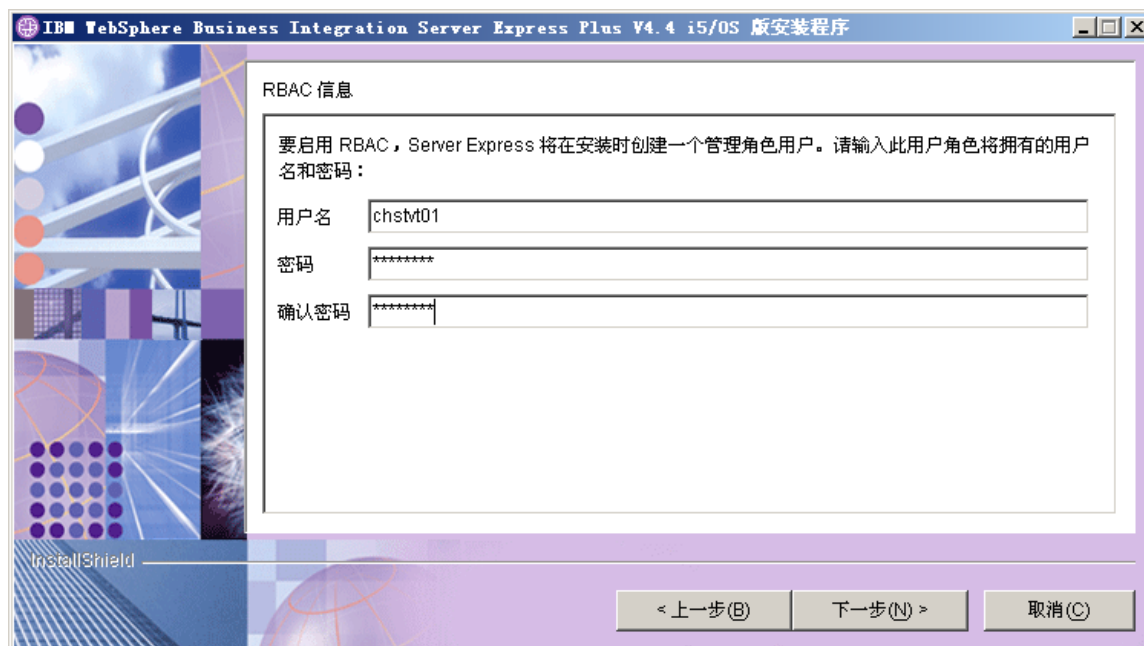 IBM WebSphere Business Integration Server Express Plus V4.4 i5/OS 版安装程序
RBAC 信息
要启用 RBAC，Server Express 将在安装时创建一个管理角色用户。请输入此用户角色将拥有的用户
名和密码：
用户名 chstvt01
密码 ********
确认密码 ********
InstallShield
< 上一步(B) 下一步(N) > 取消(C)